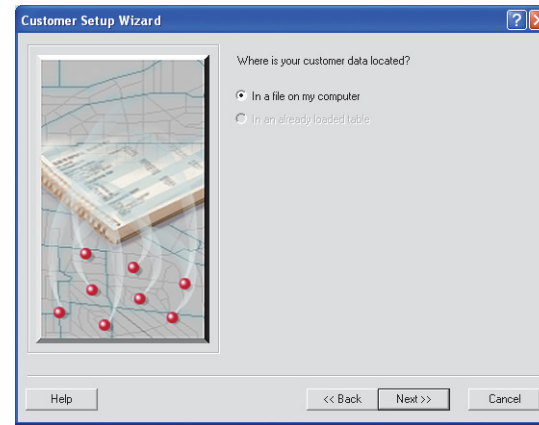 Customer Setup Wizard
Where is your customer data located?
In a file on my computer
In an already loaded table
Help
<< Back
Next >>
Cancel